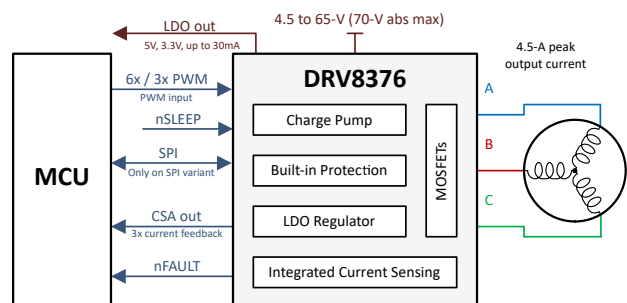 LDO out
5V, 3.3V, up to 30mA
4.5 to 65-V (70-V abs max)
4.5-A peak
output current
MCU
6x / 3x PWM
PWM input
nSLEEP
SPI
Only on SPI variant
CSA out
3x current feedback
nFAULT
DRV8376
Charge Pump
Built-in Protection
LDO Regulator
Integrated Current Sensing
MOSFETs
A
B
C